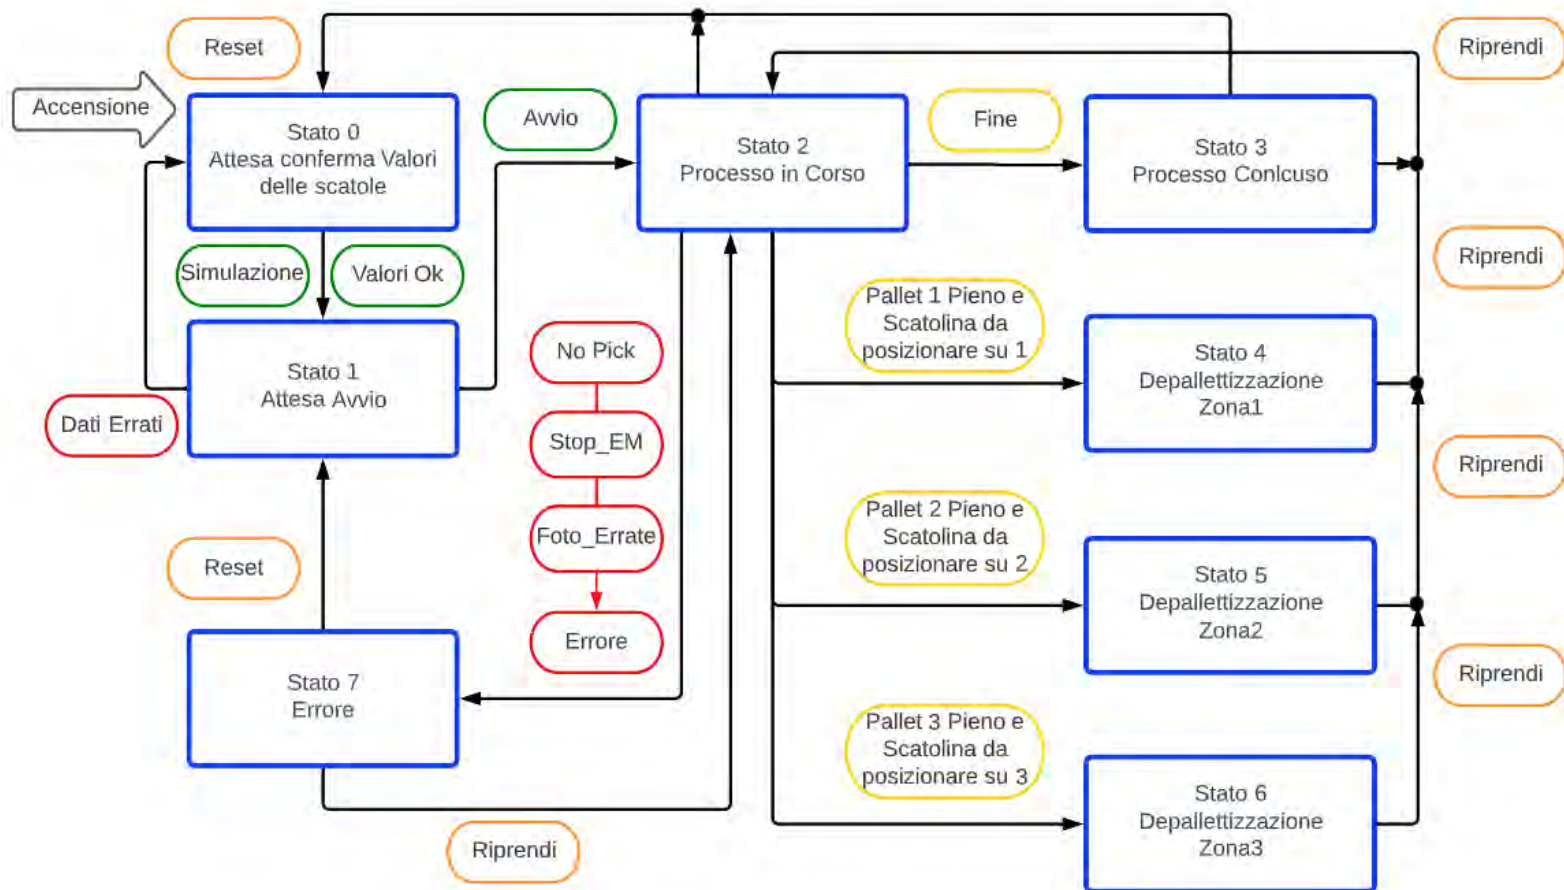 Reset
Riprendi
Accensione
Stato 0
Attesa conferma Valori
delle scatole
Avvio
Stato 2
Processo in Corso
Fine
Stato 3
Processo Conlcuso
Simulazione
Valori Ok
Riprendi
Pallet 1 Pieno e
Scatolina da
posizionare su 1
No Pick
Stato 1
Attesa Avvio
Stato 4
Depallettizzazione
Zona1
Dati Errati
Stop_EM
Riprendi
Pallet 2 Pieno e
Scatolina da
posizionare su 2
Foto_Errate
Reset
Stato 5
Depallettizzazione
Zona2
Errore
Riprendi
Stato 7
Errore
Pallet 3 Pieno e
Scatolina da
posizionare su 3
Stato 6
Depallettizzazione
Zona3
Riprendi